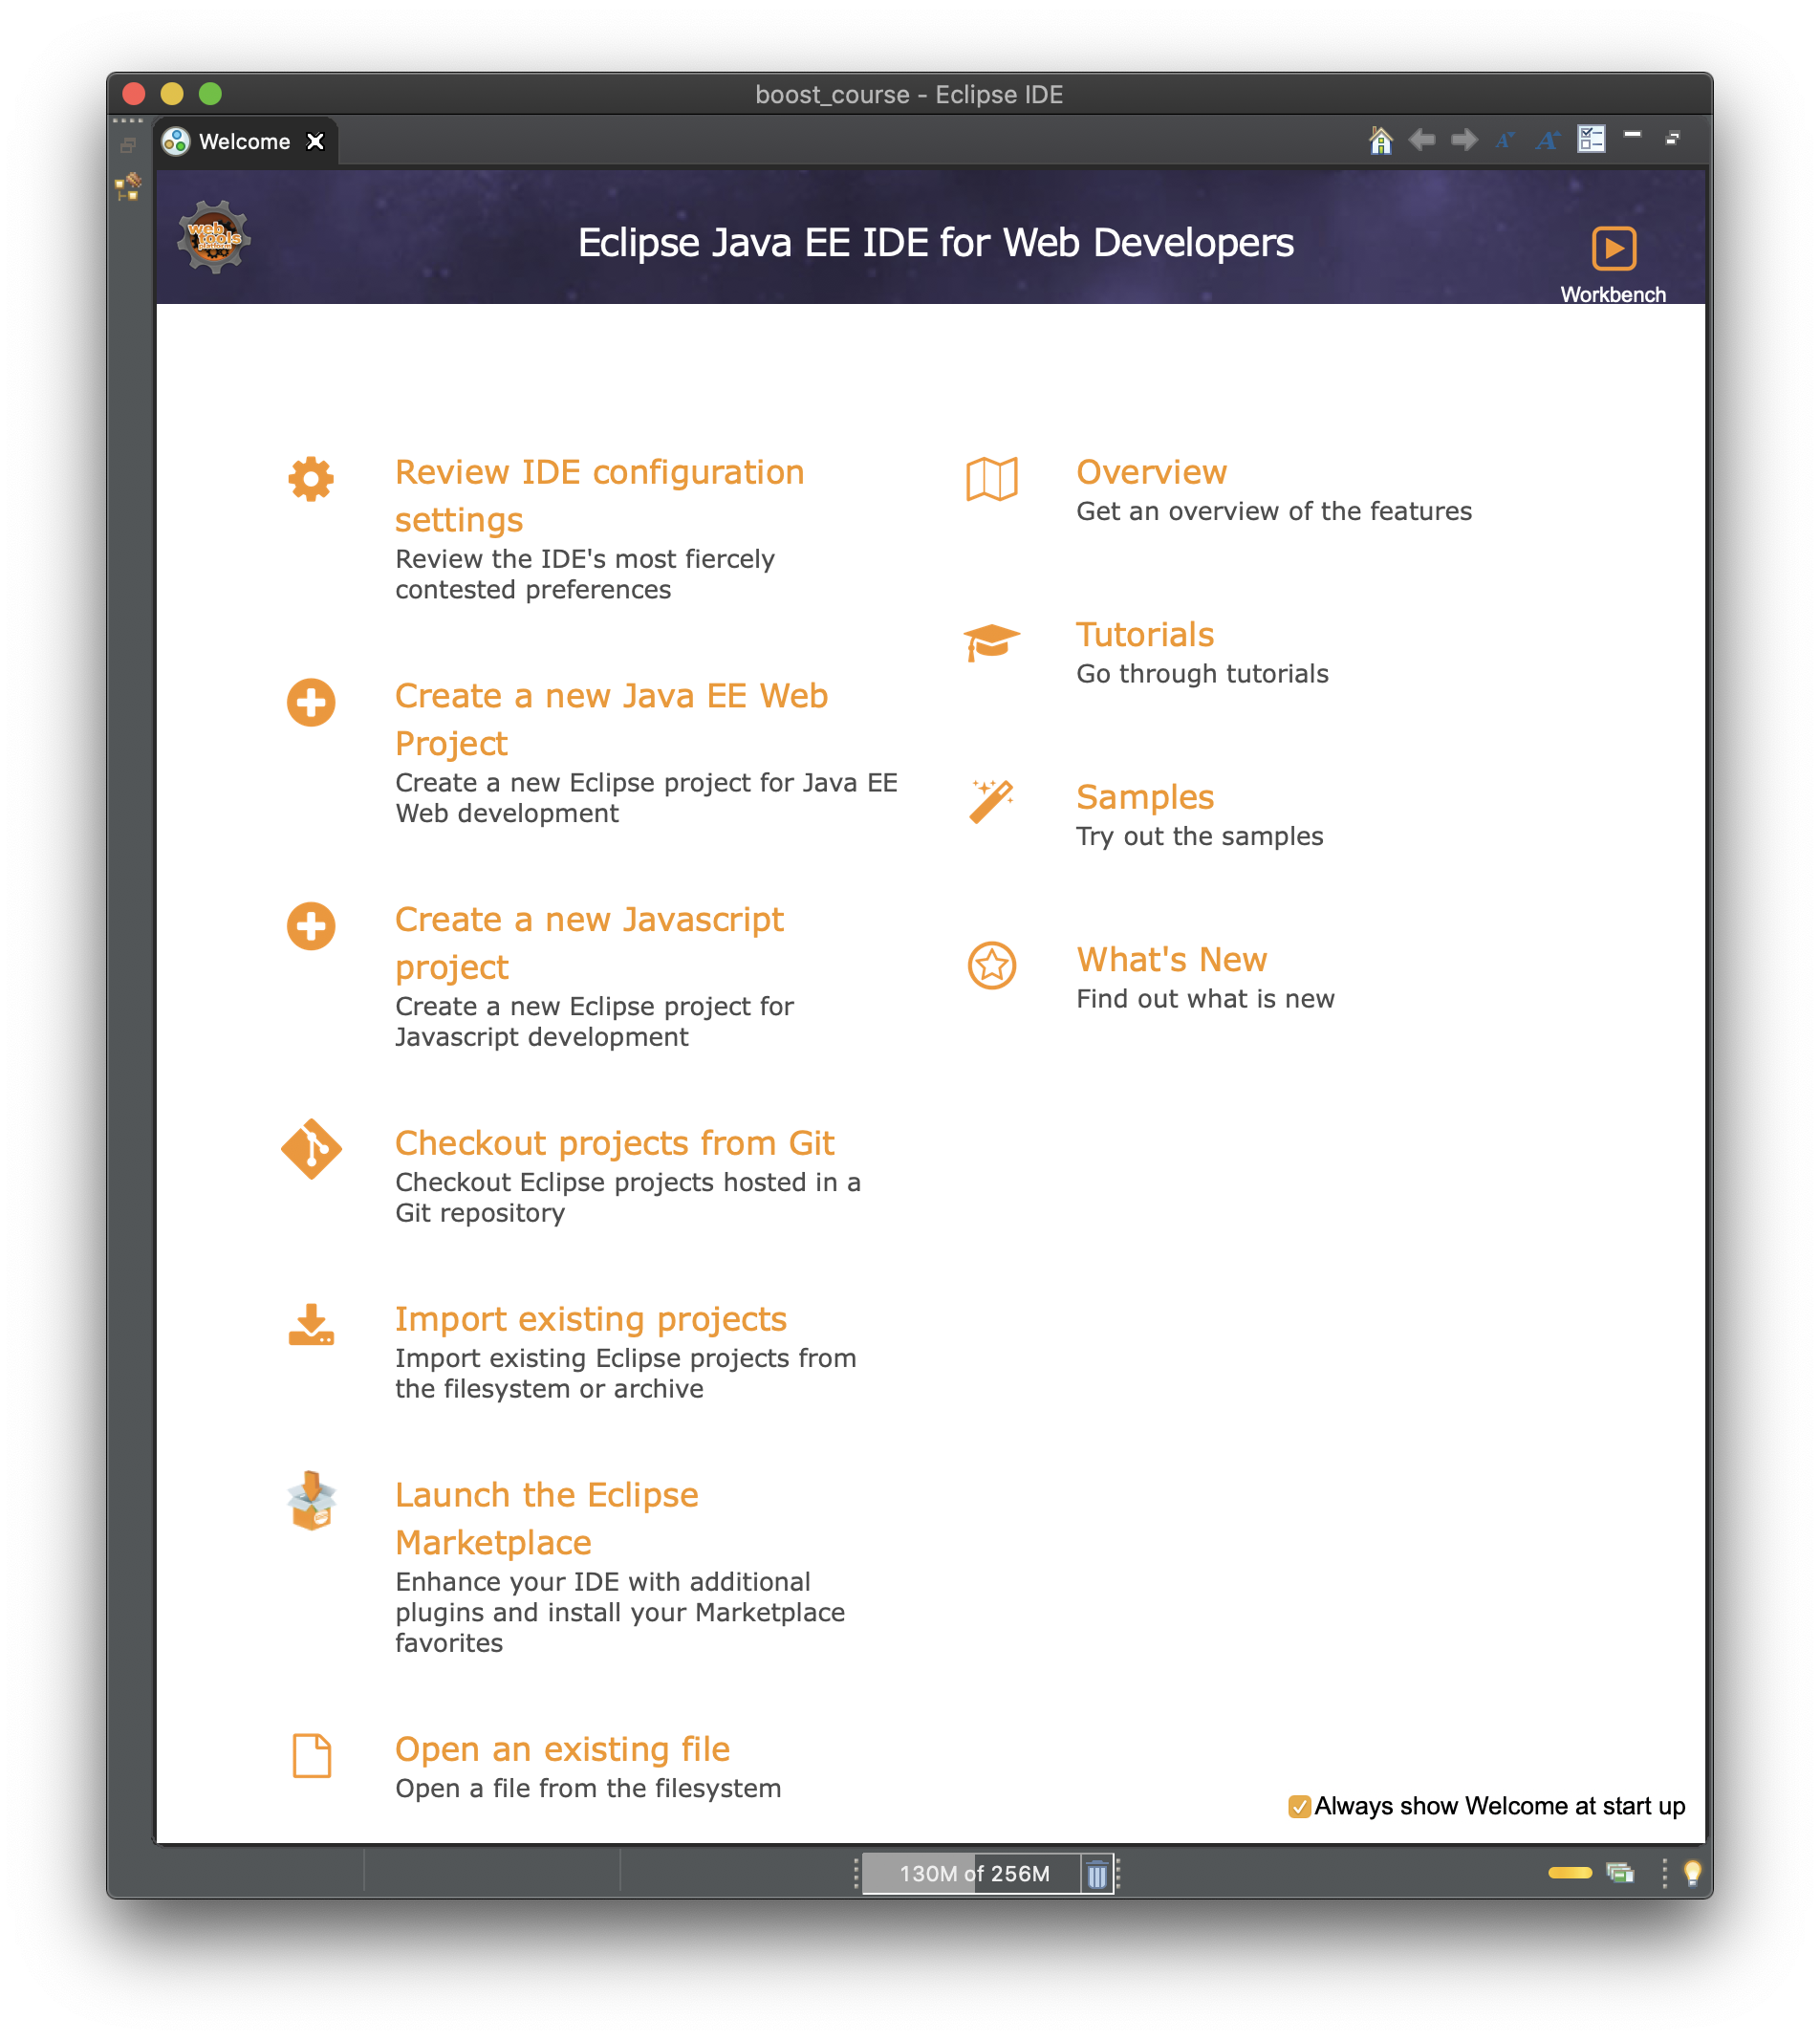 boost_course - Eclipse IDE
Welcome
web
tools
platform
Eclipse Java EE IDE for Web Developers
Workbench
Review IDE configuration
settings
Review the IDE's most fiercely
contested preferences
Create a new Java EE Web
Project
Create a new Eclipse project for Java EE
Web development
Create a new Javascript
project
Create a new Eclipse project for
Javascript development
Checkout projects from Git
Checkout Eclipse projects hosted in a
Git repository
Import existing projects
Import existing Eclipse projects from
the filesystem or archive
Launch the Eclipse
Marketplace
Enhance your IDE with additional
plugins and install your Marketplace
favorites
Open an existing file
Open a file from the filesystem
Overview
Get an overview of the features
Tutorials
Go through tutorials
Samples
Try out the samples
What's New
Find out what is new
Always show Welcome at start up
130M of 256M